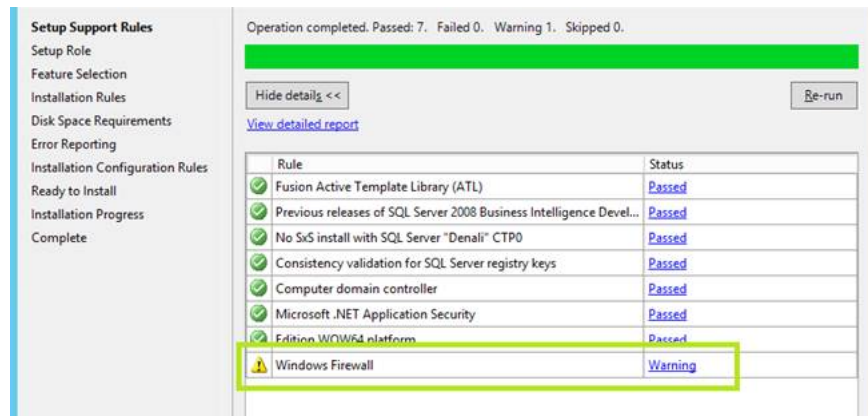 Setup Support Rules
Setup Role
Feature Selection
Installation Rules
Disk Space Requirements
Error Reporting
Installation Configuration Rules
Ready to Install
Installation Progress
Complete
Operation completed. Passed: 7. Failed 0. Warning 1. Skipped 0.
Hide details <<
Re-run
View detailed report
Rule Status
Fusion Active Template Library (ATL) Passed
Previous releases of SQL Server 2008 Business Intelligence Devel... Passed
No SxS install with SQL Server "Denali" CTP0 Passed
Consistency validation for SQL Server registry keys Passed
Computer domain controller Passed
Microsoft .NET Application Security Passed
Edition WOW64 platform Passed
Windows Firewall Warning